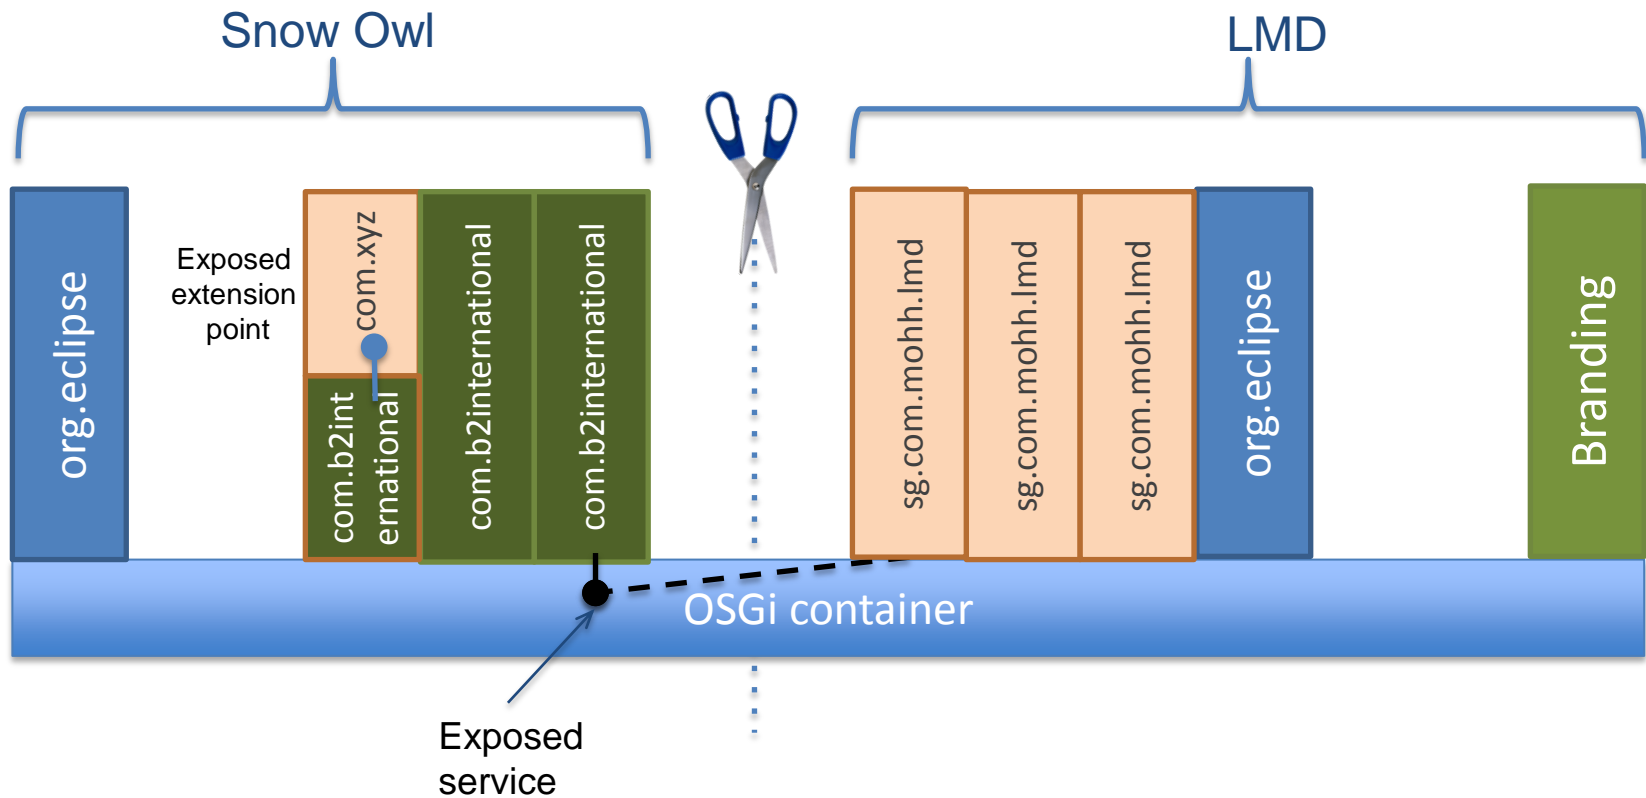 Snow Owl
LMD
org.eclipse
Exposed
extension
point
com.xyz
com.b2int
ernational
com.b2international
com.b2international
sg.com.mohh.lmd
sg.com.mohh.lmd
sg.com.mohh.lmd
org.eclipse
Branding
OSGi container
Exposed
service